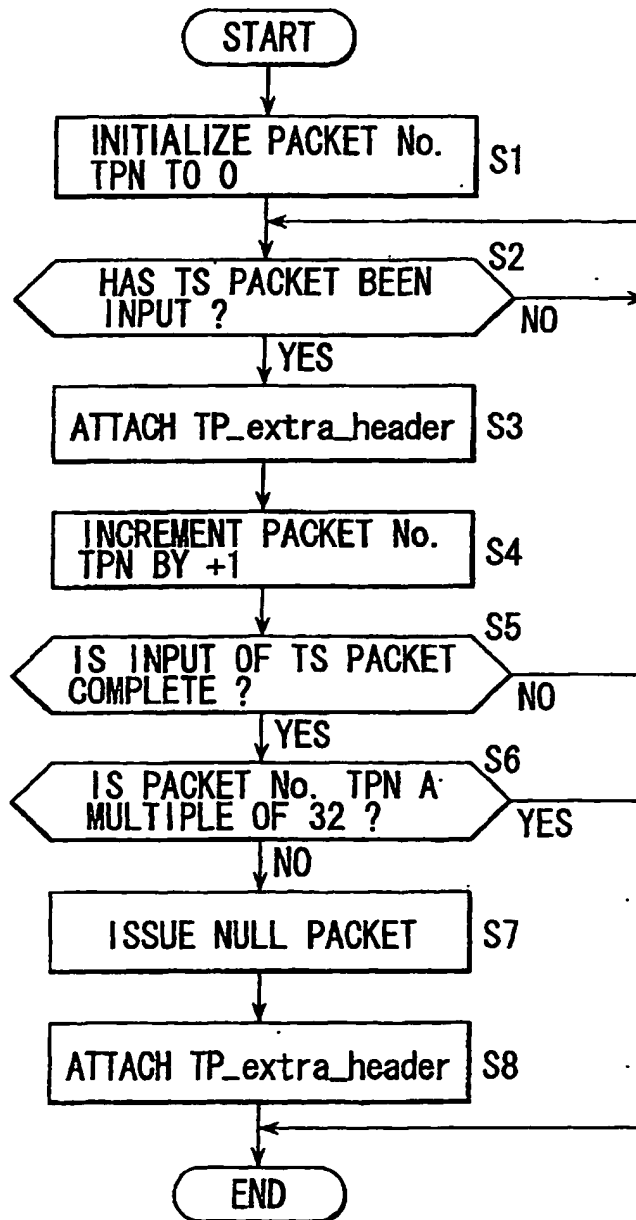 START
INITIALIZE PACKET No.
TPN TO 0
S1
S2
HAS TS PACKET BEEN
INPUT ?
NO
YES
ATTACH TP_extra_header
S3
INCREMENT PACKET No.
TPN BY +1
S4
S5
IS INPUT OF TS PACKET
COMPLETE ?
NO
YES
S6
IS PACKET No. TPN A
MULTIPLE OF 32 ?
YES
NO
ISSUE NULL PACKET
S7
ATTACH TP_extra_header
S8
END